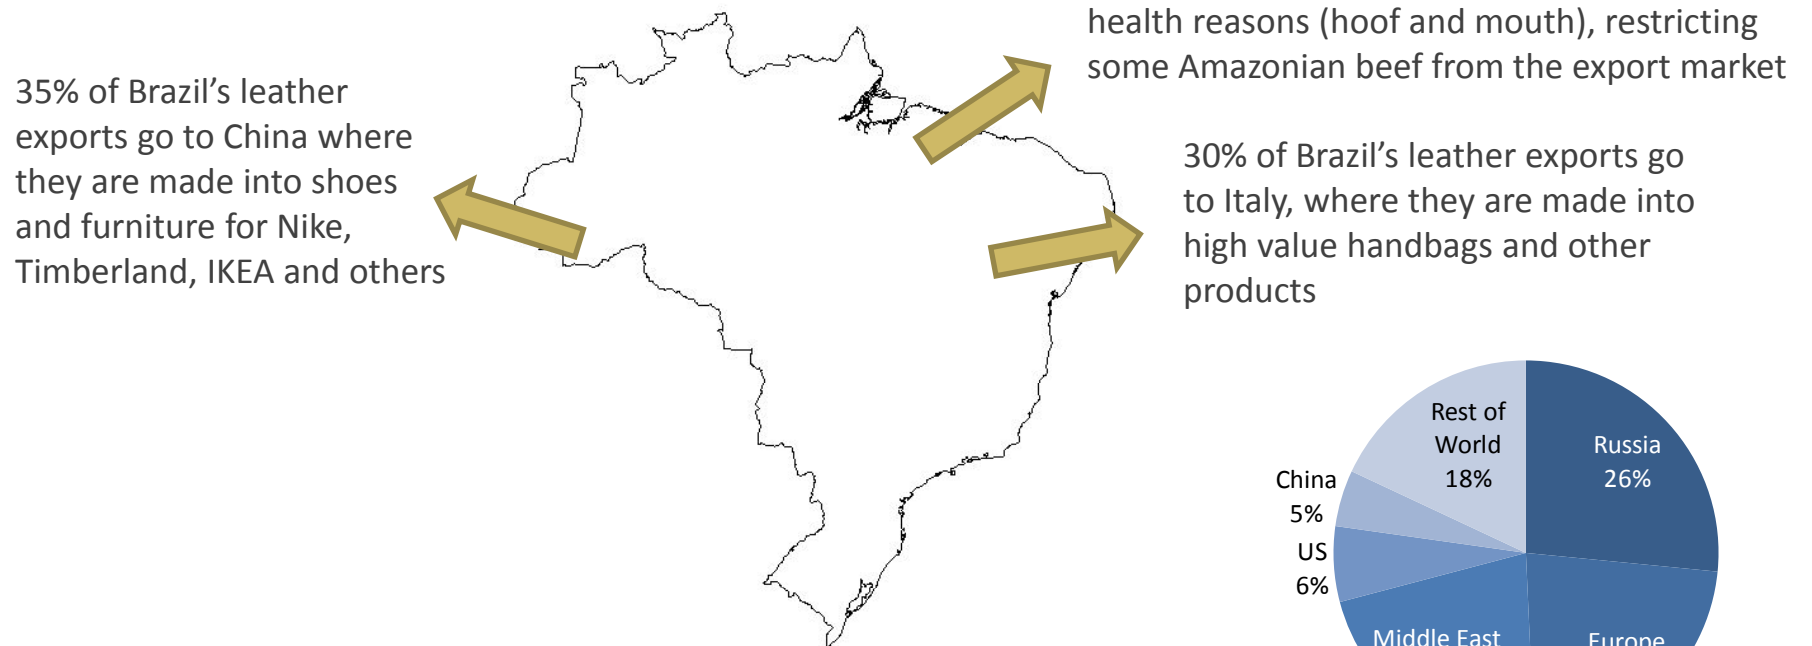 health reasons (hoof and mouth), restricting
some Amazonian beef from the export market
35% of Brazil’s leather
exports go to China where
they are made into shoes
and furniture for Nike,
Timberland, IKEA and others
30% of Brazil’s leather exports go
to Italy, where they are made into
high value handbags and other
products
Rest of
World
18%
Russia
26%
China
5%
US
6%
Middle East
Europe